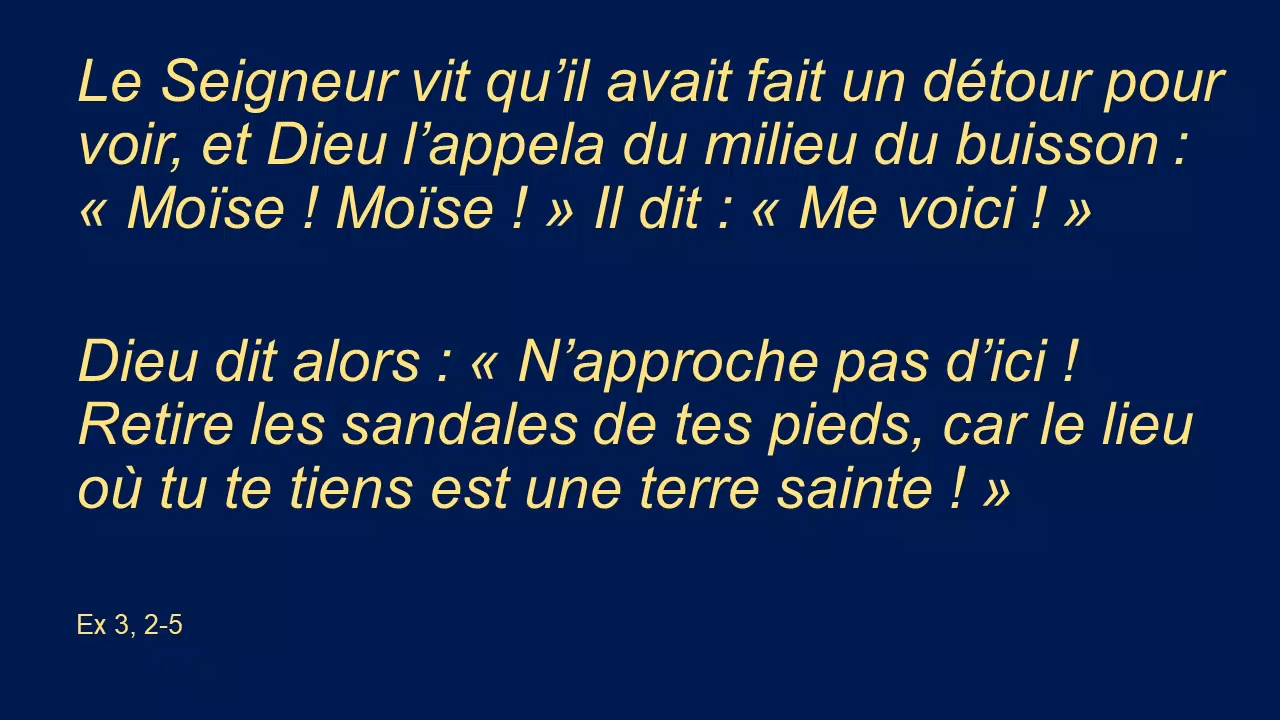 Le Seigneur vit qu’il avait fait un détour pour
voir, et Dieu l’appela du milieu du buisson :
« Moïse ! Moïse ! » Il dit : « Me voici ! »
Dieu dit alors : « N’approche pas d’ici !
Retire les sandales de tes pieds, car le lieu
où tu te tiens est une terre sainte ! »
Ex 3, 2-5